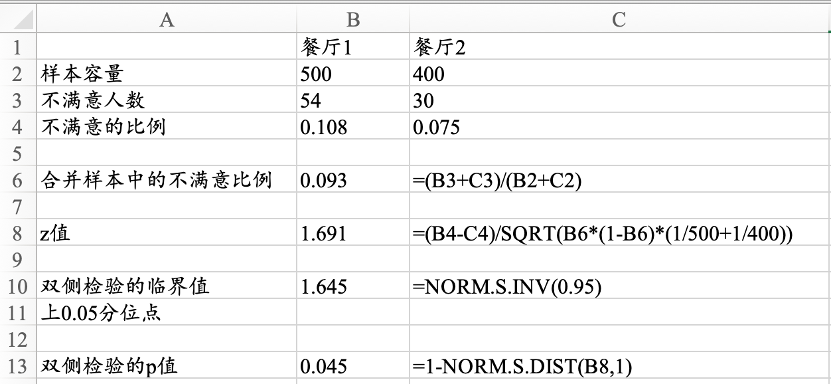 A B C
1 餐厅1 餐厅2
2 样本容量 500 400
3 不满意人数 54 30
4 不满意的比例 0.108 0.075
5
6 合并样本中的不满意比例 0.093 =(B3+C3)/(B2+C2)
7
8 z值 1.691 =(B4-C4)/SQRT(B6*(1-B6)*(1/500+1/400))
9
10 双侧检验的临界值 1.645 =NORM.S.INV(0.95)
11 上0.05分位点
12
13 双侧检验的p值 0.045 =1-NORM.S.DIST(B8,1)